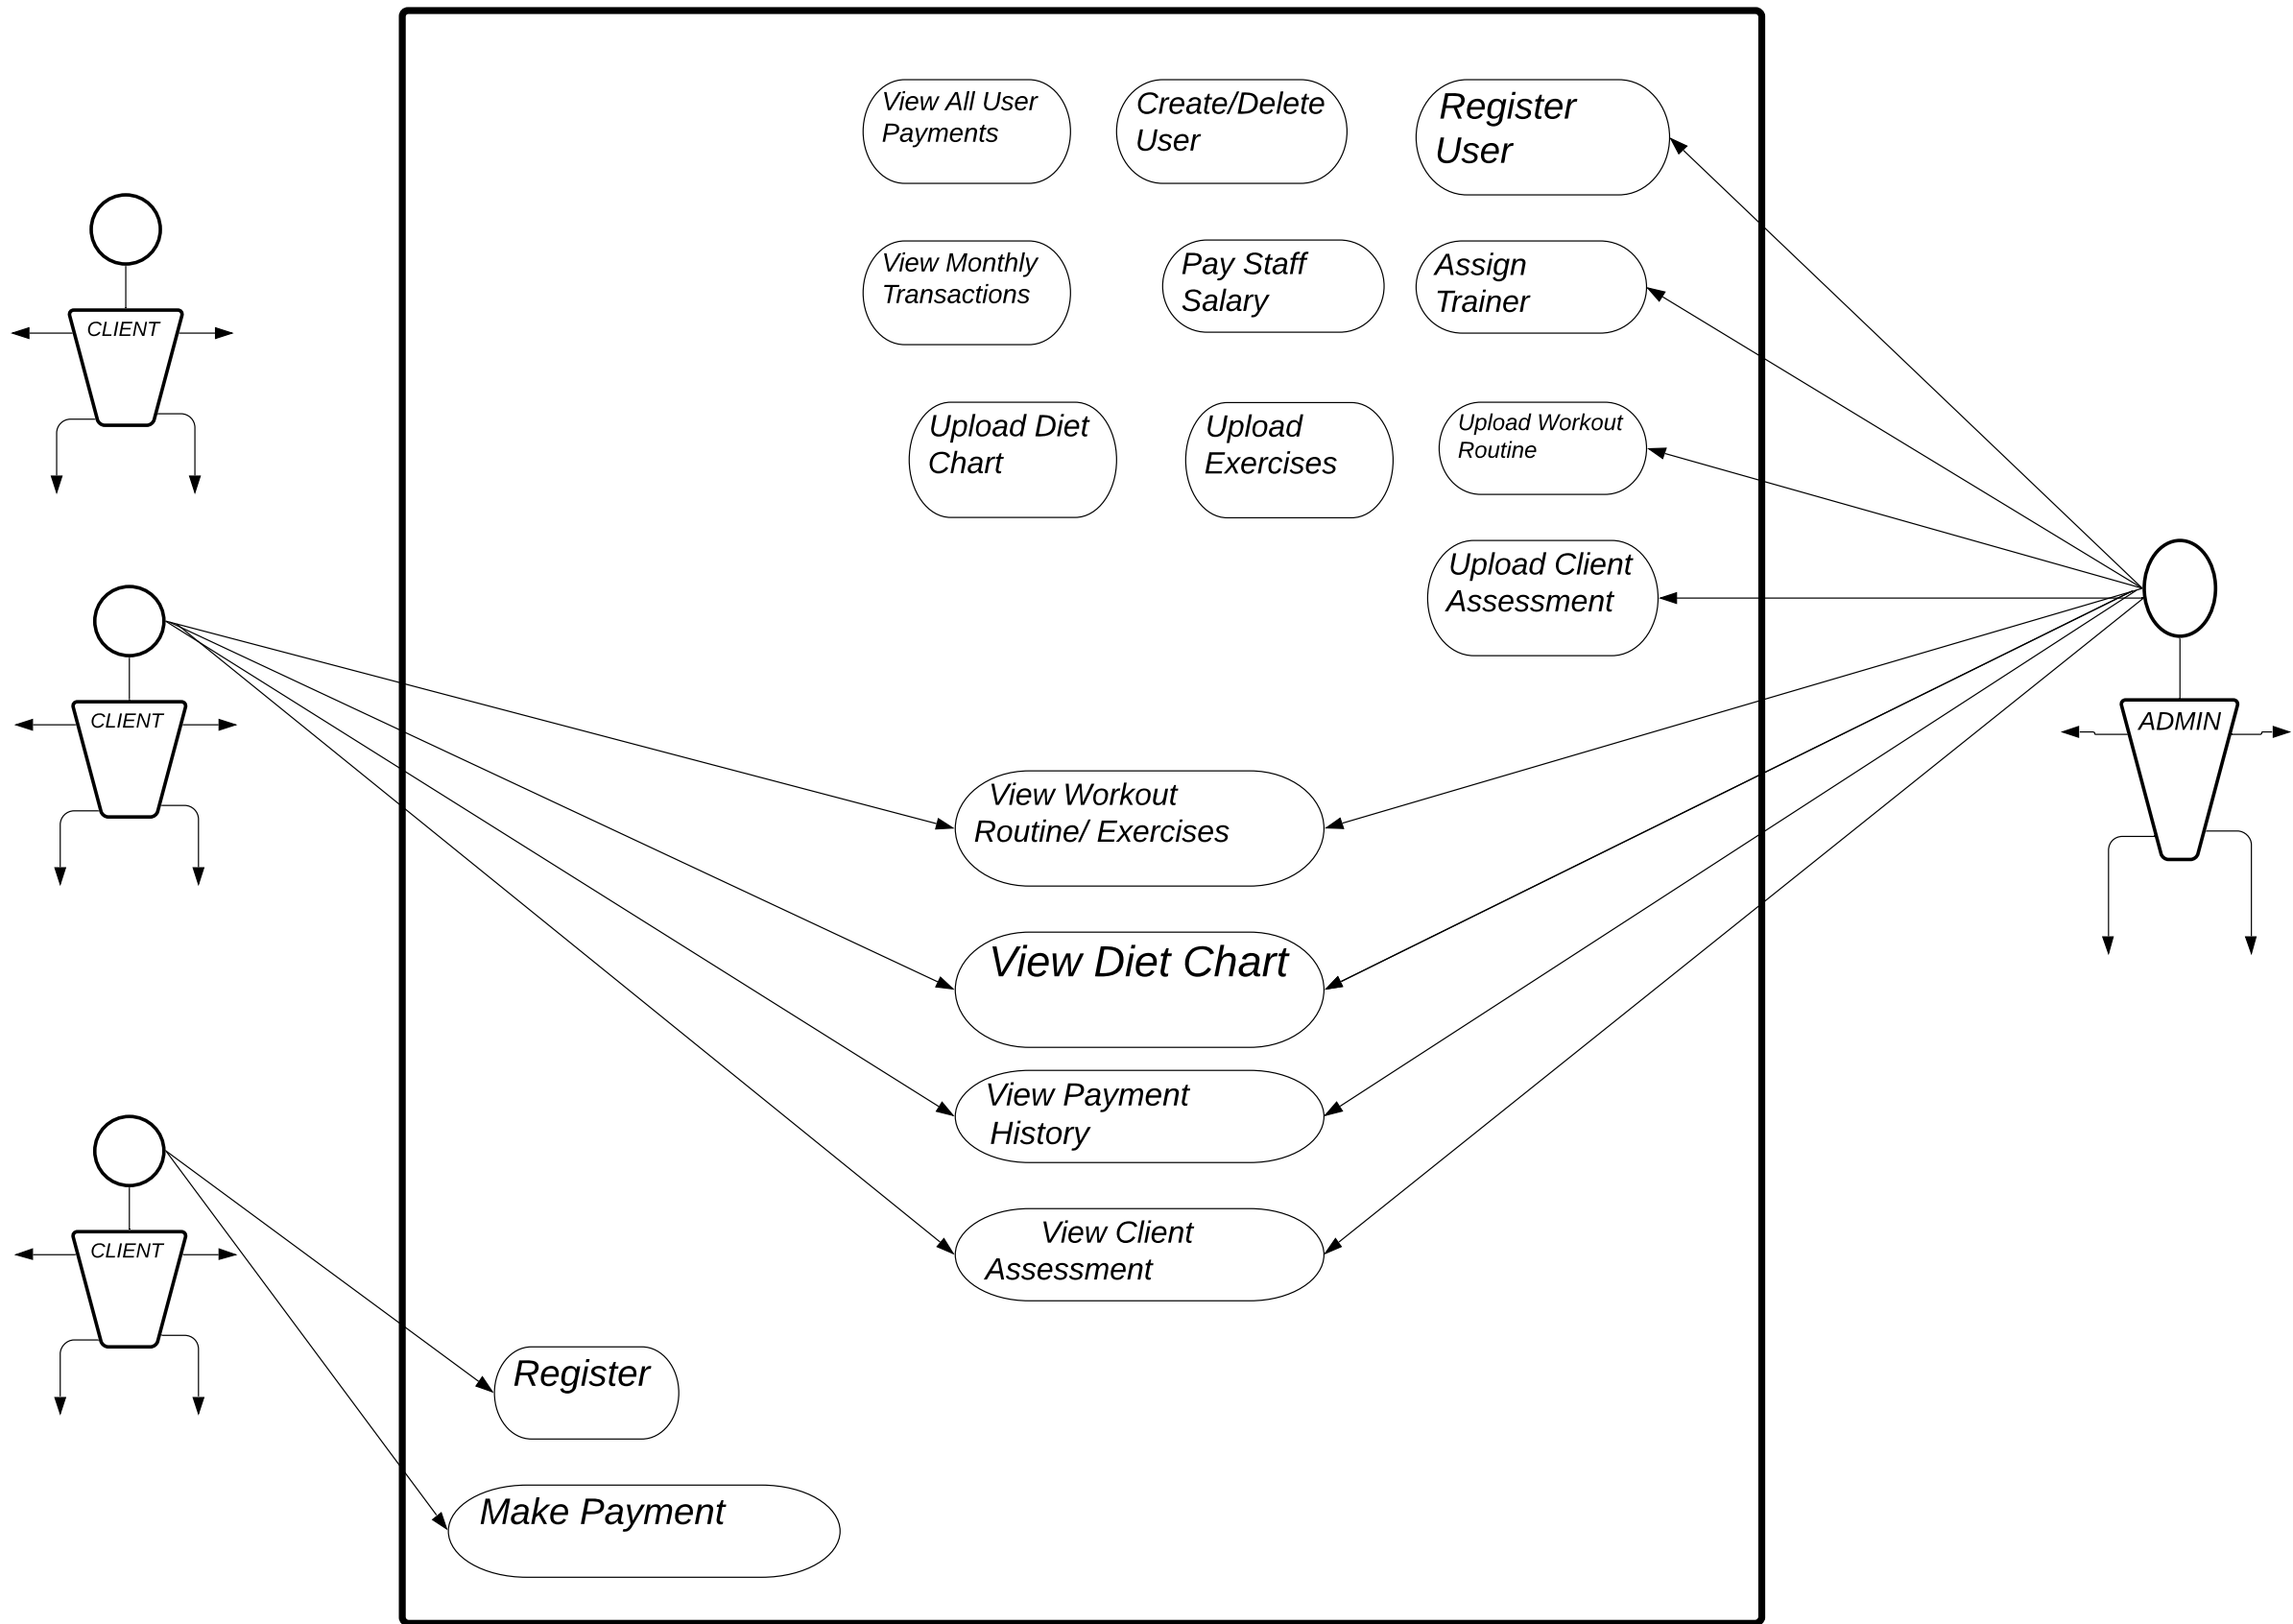 View All User
Payments
Create/Delete
User
Register
User
View Monthly
Transactions
Pay Staff
Salary
Assign
Trainer
CLIENT
Upload Diet
Chart
Upload
Exercises
Upload Workout
Routine
Upload Client
Assessment
CLIENT
ADMIN
View Workout
Routine/ Exercises
View Diet Chart
View Payment
History
View Client
Assessment
CLIENT
Register
Make Payment